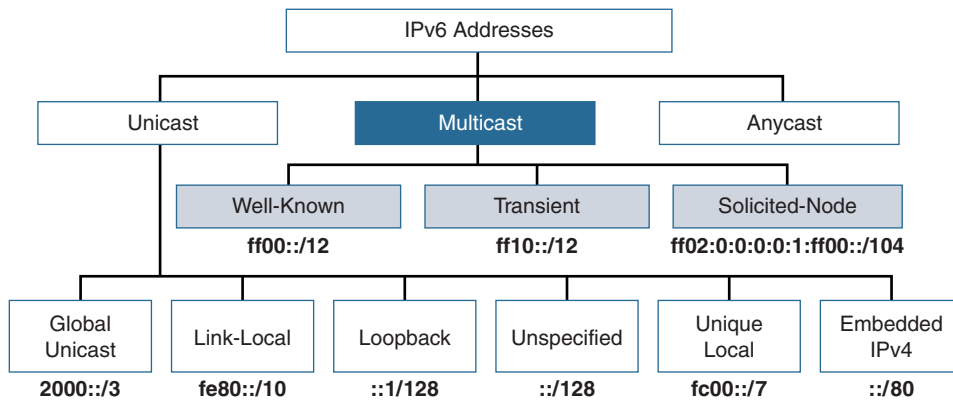 IPv6 Addresses
Unicast
Multicast
Anycast
Well-Known
Transient
Solicited-Node
ff00::/12
ff10::/12
ff02:0:0:0:0:1:ff00::/104
Global
Unicast
Link-Local
Loopback
Unspecified
Unique
Local
Embedded
IPv4
2000::/3
fe80::/10
::1/128
::/128
fc00::/7
::/80